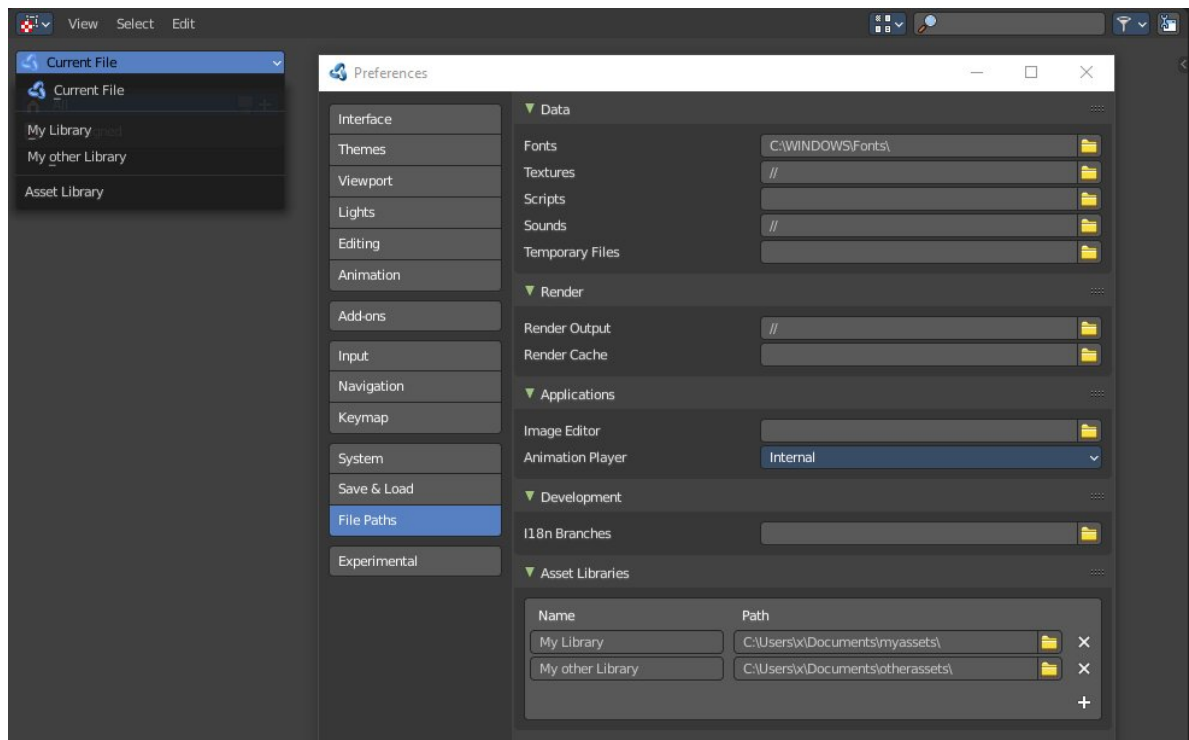 View Select Edit
Current File
Current File
All
My Library
My other Library
Asset Library
Preferences
Interface
Themes
Viewport
Lights
Editing
Animation
Add-ons
Input
Navigation
Keymap
System
Save & Load
File Paths
Experimental
Data
Fonts C:\WINDOWS\Fonts\
Textures //
Scripts
Sounds //
Temporary Files
Render
Render Output //
Render Cache
Applications
Image Editor
Animation Player Internal
Development
I18n Branches
Asset Libraries
Name Path
My Library C:\Users\x\Documents\myassets\
My other Library C:\Users\x\Documents\otherassets\